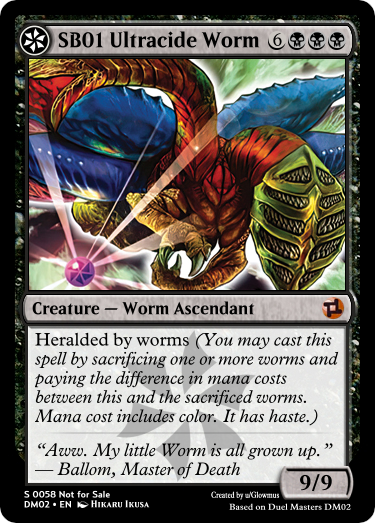 SB01 Ultracide Worm 6
Creature — Worm Ascendant
Heralded by worms (You may cast this
spell by sacrificing one or more worms and
paying the difference in mana costs
between this and the sacrificed worms.
Mana cost includes color. It has haste.)
“Aww. My little Worm is all grown up.”
— Ballom, Master of Death
9/9
S 0058 Not for Sale
DM02 • EN Hikaru Ikusa
Created by u/Glowmus
Based on Duel Masters DM02